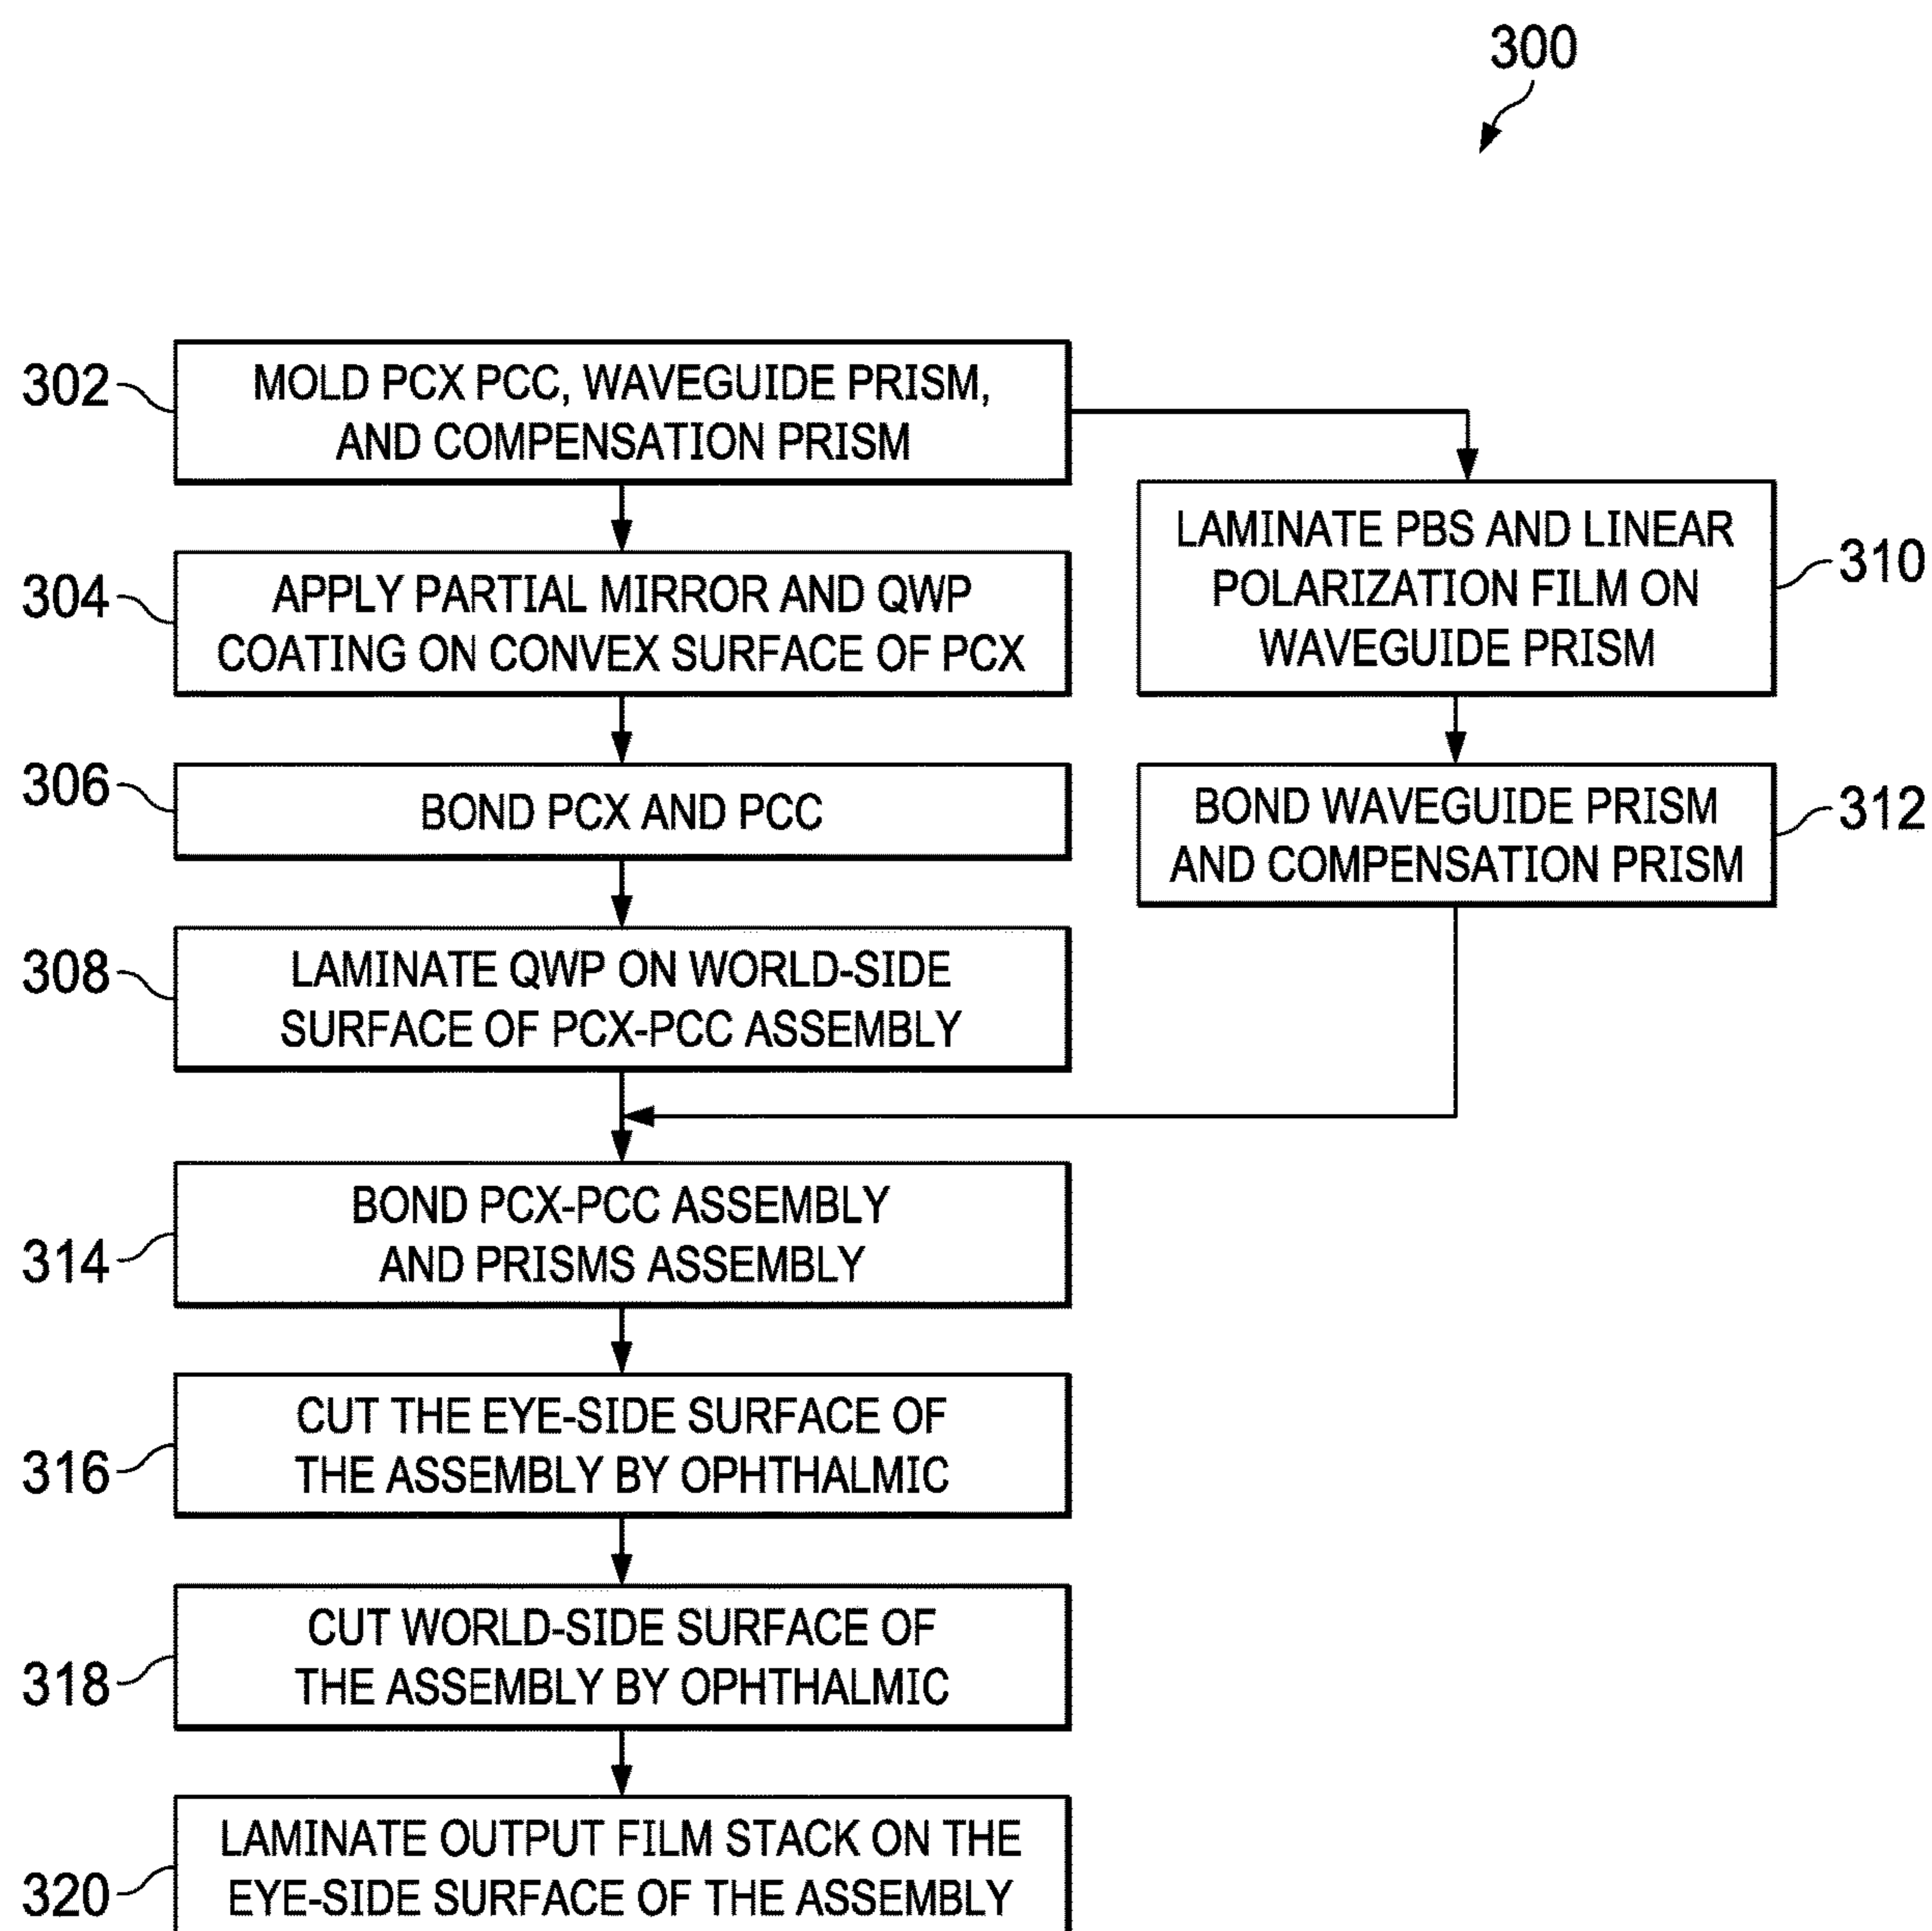 300
302
MOLD PCX PCC, WAVEGUIDE PRISM,
AND COMPENSATION PRISM
304
APPLY PARTIAL MIRROR AND QWP
COATING ON CONVEX SURFACE OF PCX
306
BOND PCX AND PCC
308
LAMINATE QWP ON WORLD-SIDE
SURFACE OF PCX-PCC ASSEMBLY
LAMINATE PBS AND LINEAR
POLARIZATION FILM ON
WAVEGUIDE PRISM
310
BOND WAVEGUIDE PRISM
AND COMPENSATION PRISM
312
314
BOND PCX-PCC ASSEMBLY
AND PRISMS ASSEMBLY
316
CUT THE EYE-SIDE SURFACE OF
THE ASSEMBLY BY OPHTHALMIC
318
CUT WORLD-SIDE SURFACE OF
THE ASSEMBLY BY OPHTHALMIC
320
LAMINATE OUTPUT FILM STACK ON THE
EYE-SIDE SURFACE OF THE ASSEMBLY